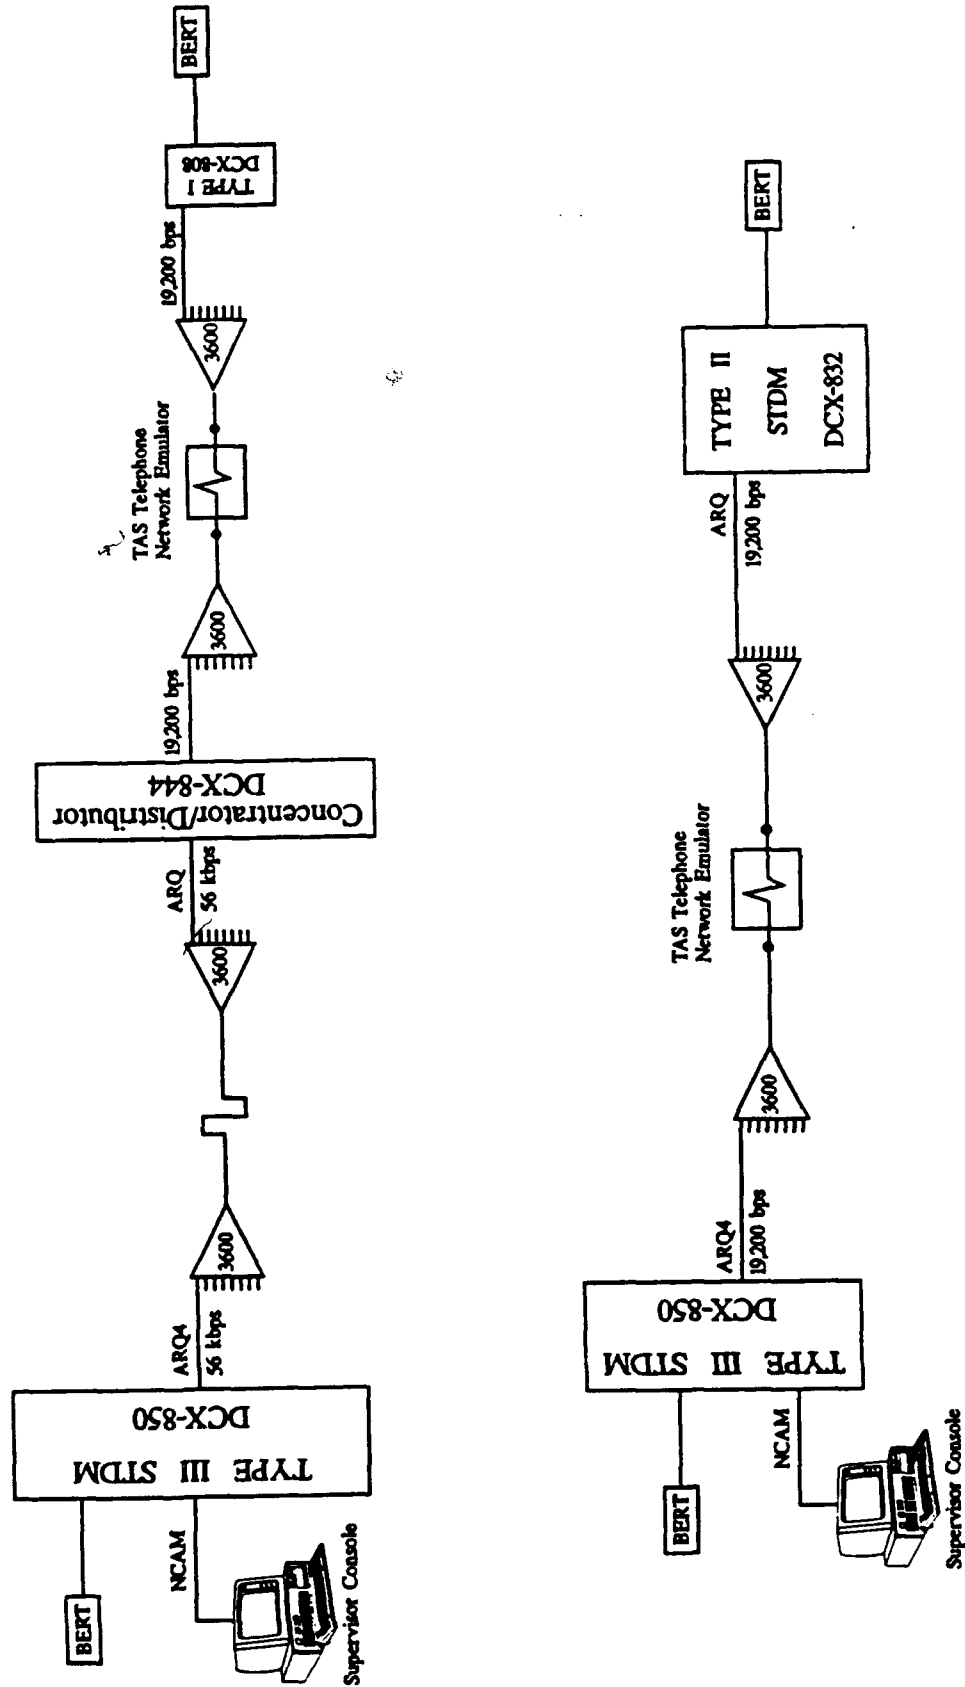 BERT
TYPE I
DCX-808
19,200 bps
3600
TAS Telephone
Network Emulator
3600
19,200 bps
Concentrator/Distributor
DCX-844
ARQ
56 kbps
3600
3600
ARQ4
56 kbps
TYPE III STDM
DCX-850
BERT
NCAM
Supervisor Console
BERT
TYPE II
STDM
DCX-832
ARQ
19,200 bps
3600
TAS Telephone
Network Emulator
3600
ARQ4
19,200 bps
TYPE III STDM
DCX-850
BERT
NCAM
Supervisor Console